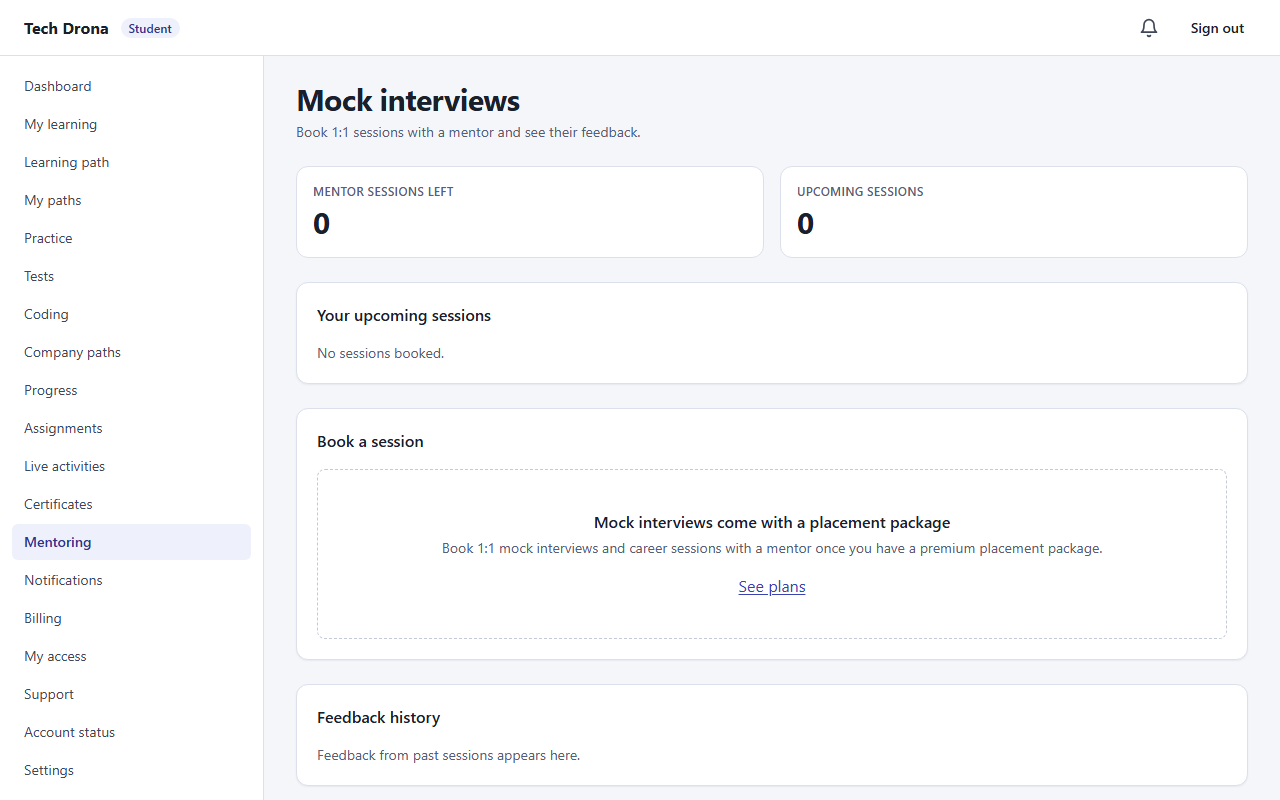 Tech Drona
Student
Sign out
Dashboard
My learning
Learning path
My paths
Practice
Tests
Coding
Company paths
Progress
Assignments
Live activities
Certificates
Mentoring
Notifications
Billing
My access
Support
Account status
Settings
Mock interviews
Book 1:1 sessions with a mentor and see their feedback.
MENTOR SESSIONS LEFT
0
UPCOMING SESSIONS
0
Your upcoming sessions
No sessions booked.
Book a session
Mock interviews come with a placement package
Book 1:1 mock interviews and career sessions with a mentor once you have a premium placement package.
See plans
Feedback history
Feedback from past sessions appears here.